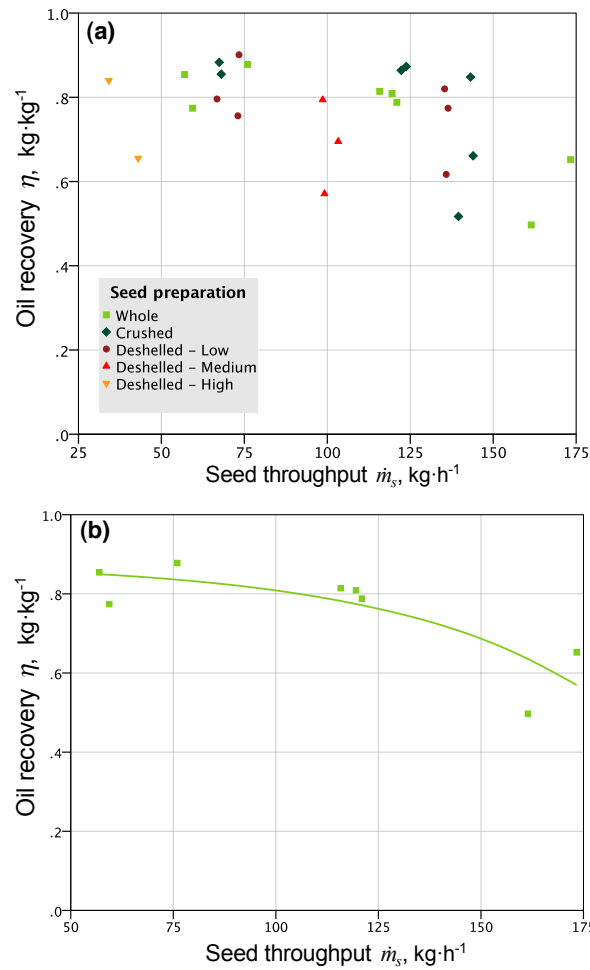 (a)
1.0
.8
.6
.4
.2
.0
Oil recovery η, kg·kg⁻¹
Seed preparation
Whole
Crushed
Deshelled – Low
Deshelled – Medium
Deshelled – High
25 50 75 100 125 150 175
Seed throughput ṁₛ, kg·h⁻¹
(b)
1.0
.8
.6
.4
.2
.0
Oil recovery η, kg·kg⁻¹
50 75 100 125 150 175
Seed throughput ṁₛ, kg·h⁻¹